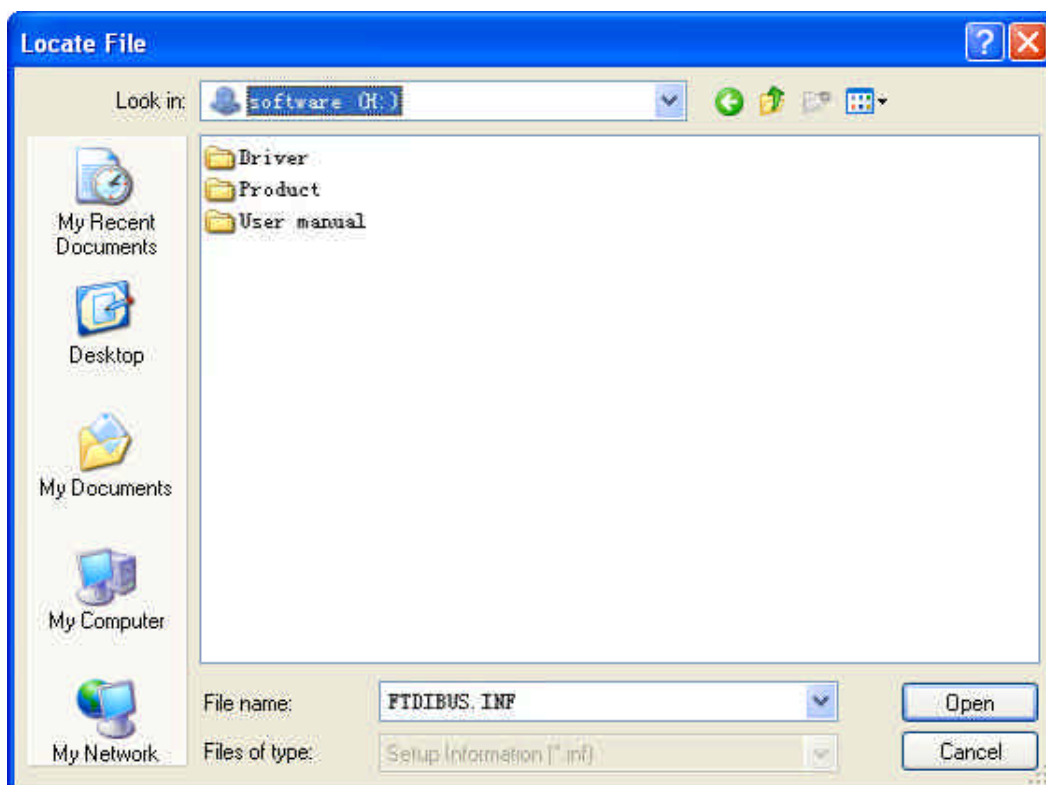 Locate File
Look in:
software (H:)
Driver
Product
User manual
My Recent
Documents
Desktop
My Documents
My Computer
My Network
File name:
FTDIBUS.INF
Open
Files of type:
Setup Information (*.inf)
Cancel